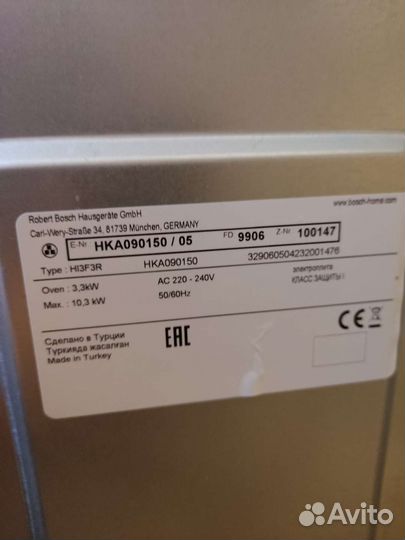 Robert Bosch Hausgeräte GmbH
www.bosch-home.com
Carl-Wery-Straße 34, 81739 München, GERMANY
E-Nr HKA090150 / 05 FD 9906 Z-Nr 100147
Type : HI3F3R HKA090150 329060504232001476
Oven : 3,3kW AC 220 - 240V электроплита
Max. : 10,3 kW 50/60Hz КЛАСС ЗАЩИТЫ I
Сделано в Турции
Туркияда жасалган
Made in Turkey
EAC
CE
Avito